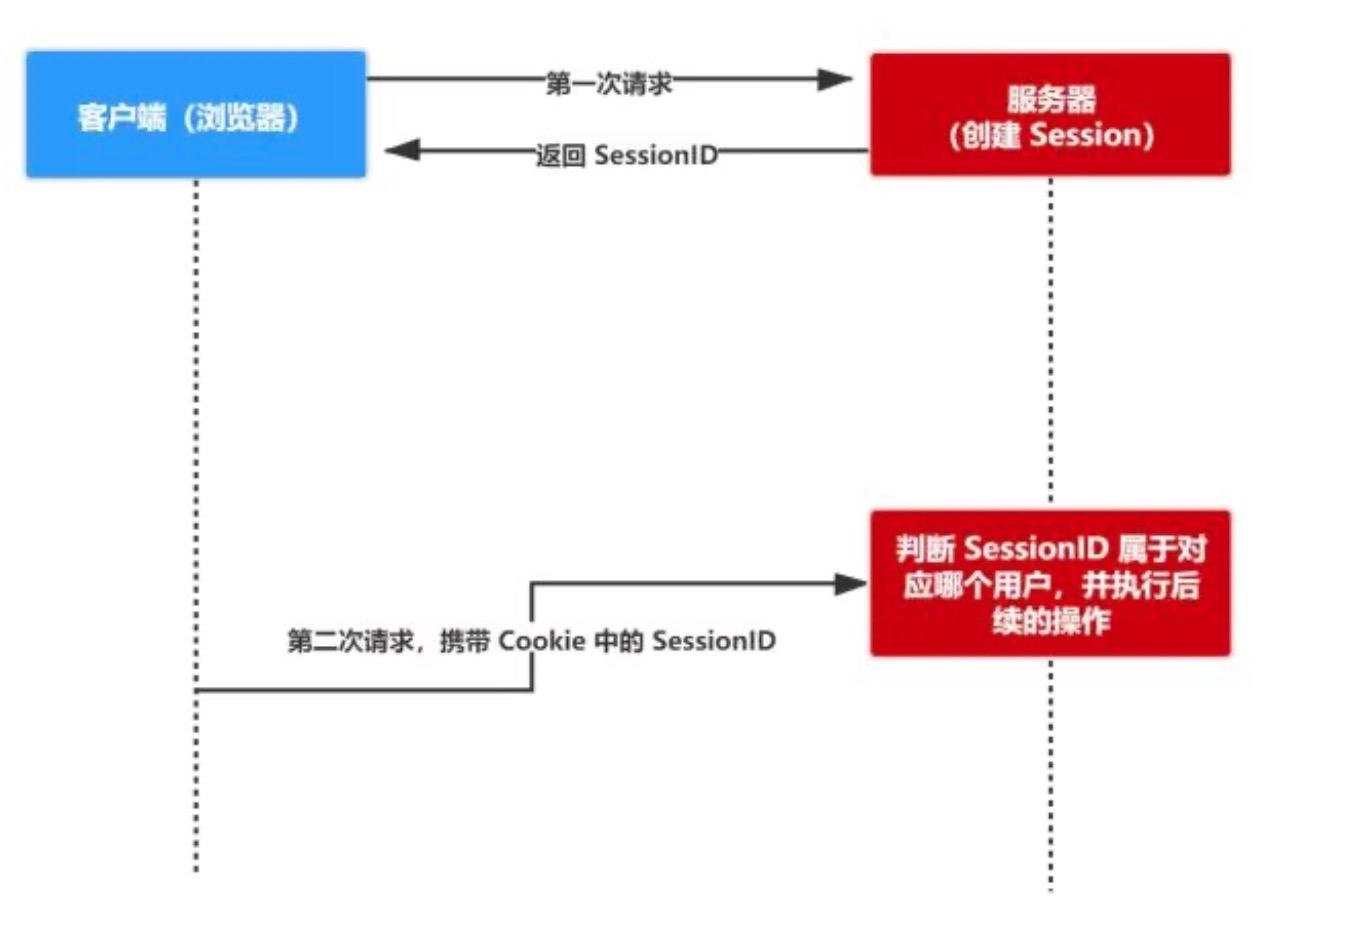 客户端（浏览器）
第一次请求
服务器
（创建 Session）
返回 SessionID
判断 SessionID 属于对
应哪个用户，并执行后
续的操作
第二次请求，携带 Cookie 中的 SessionID